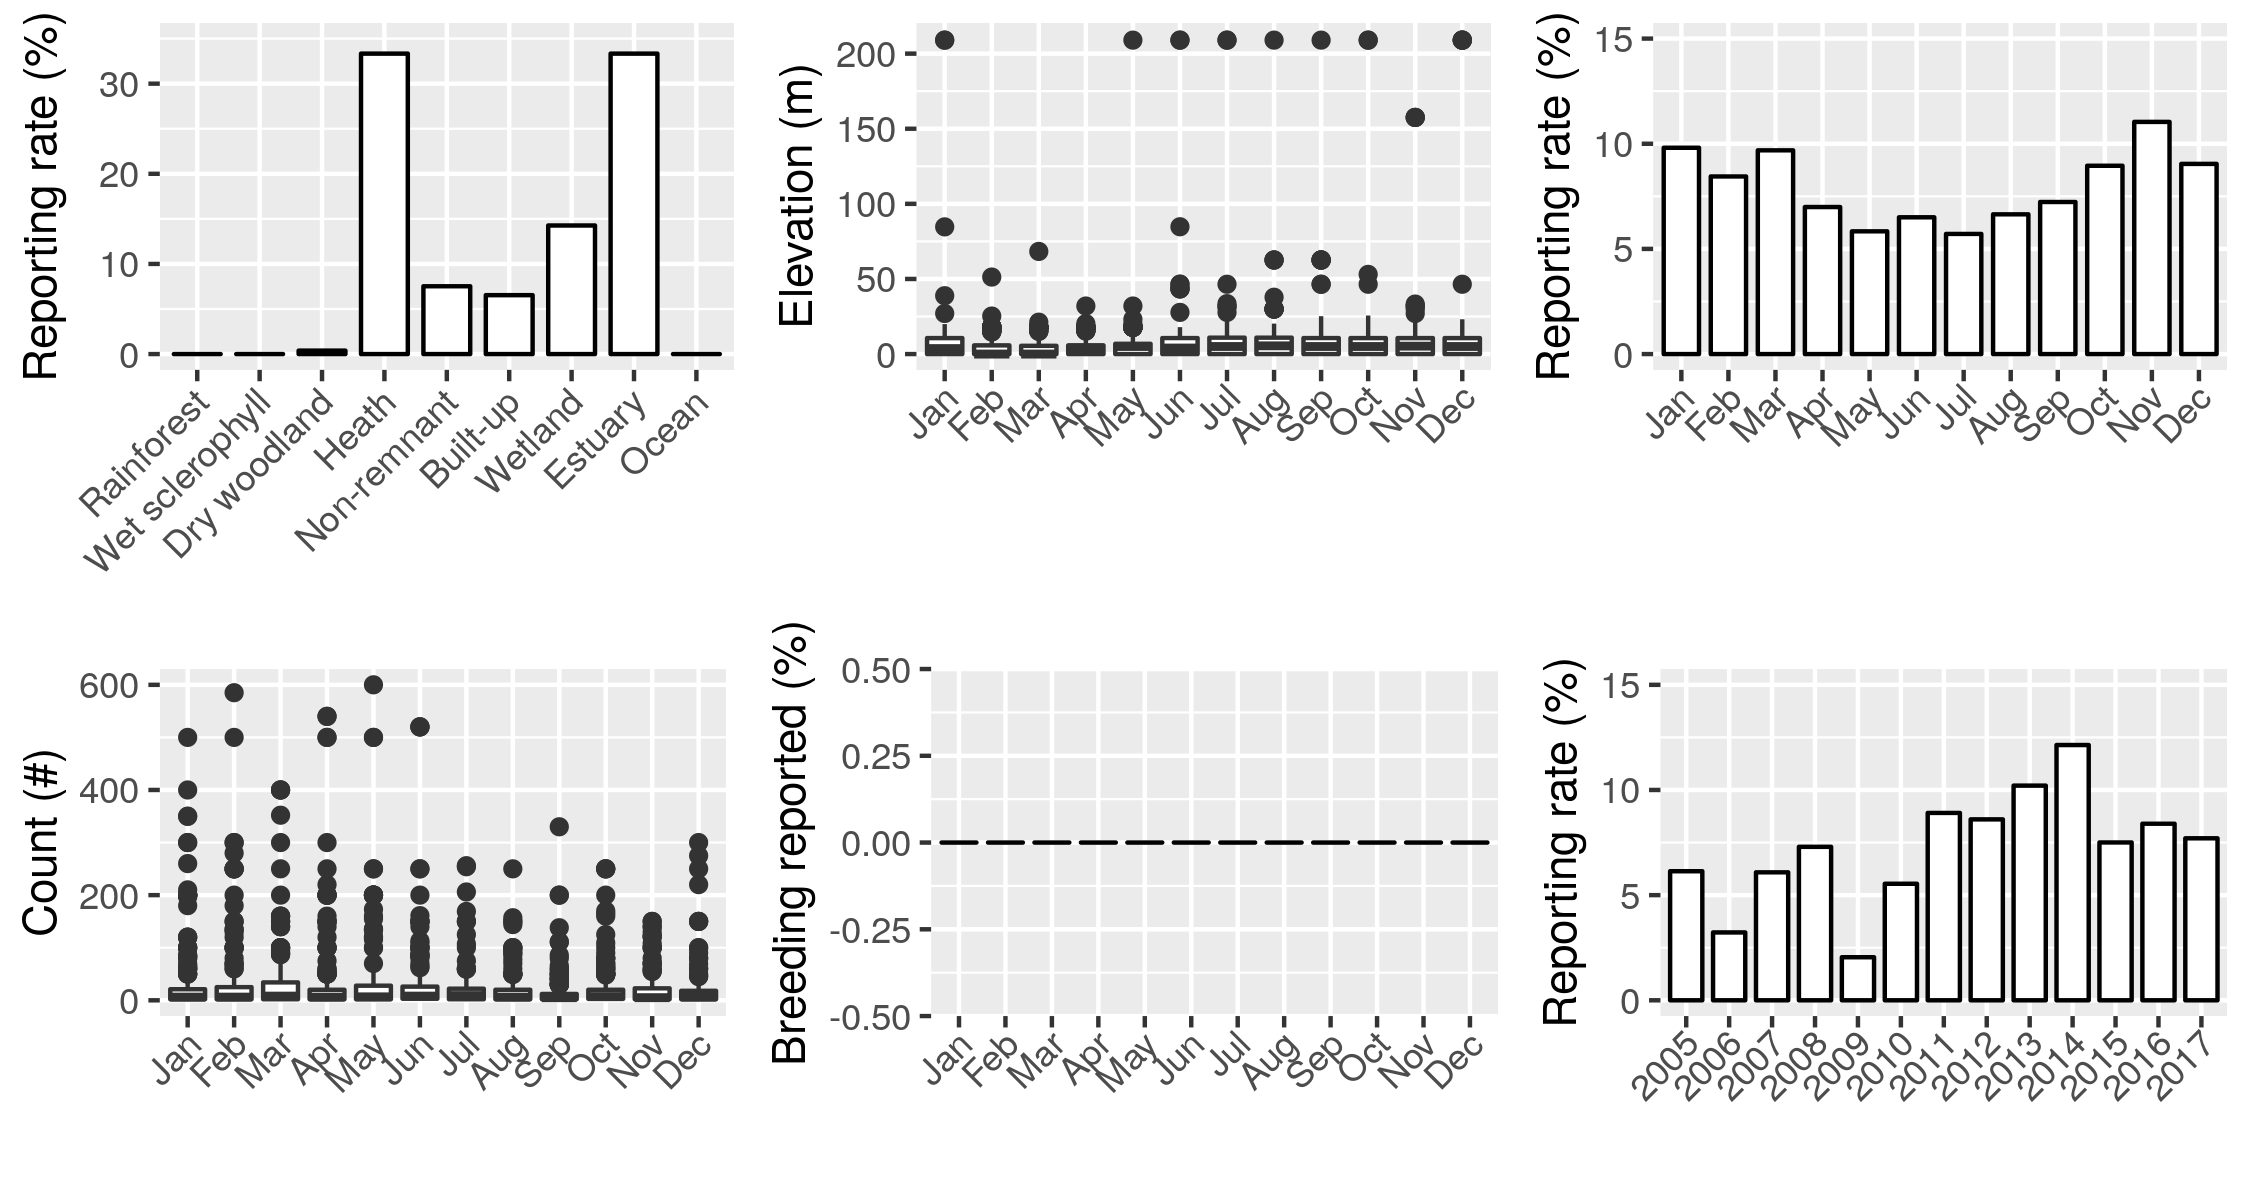 Reporting rate (%)
30
20
10
0
Rainforest
Wet sclerophyll
Dry woodland
Heath
Non-remnant
Built-up
Wetland
Estuary
Ocean
Elevation (m)
200
150
100
50
0
Jan
Feb
Mar
Apr
May
Jun
Jul
Aug
Sep
Oct
Nov
Dec
Reporting rate (%)
15
10
5
0
Jan
Feb
Mar
Apr
May
Jun
Jul
Aug
Sep
Oct
Nov
Dec
Count (#)
600
400
200
0
Jan
Feb
Mar
Apr
May
Jun
Jul
Aug
Sep
Oct
Nov
Dec
Breeding reported (%)
0.50
0.25
0.00
-0.25
-0.50
Jan
Feb
Mar
Apr
May
Jun
Jul
Aug
Sep
Oct
Nov
Dec
Reporting rate (%)
15
10
5
0
2005
2006
2007
2008
2009
2010
2011
2012
2013
2014
2015
2016
2017